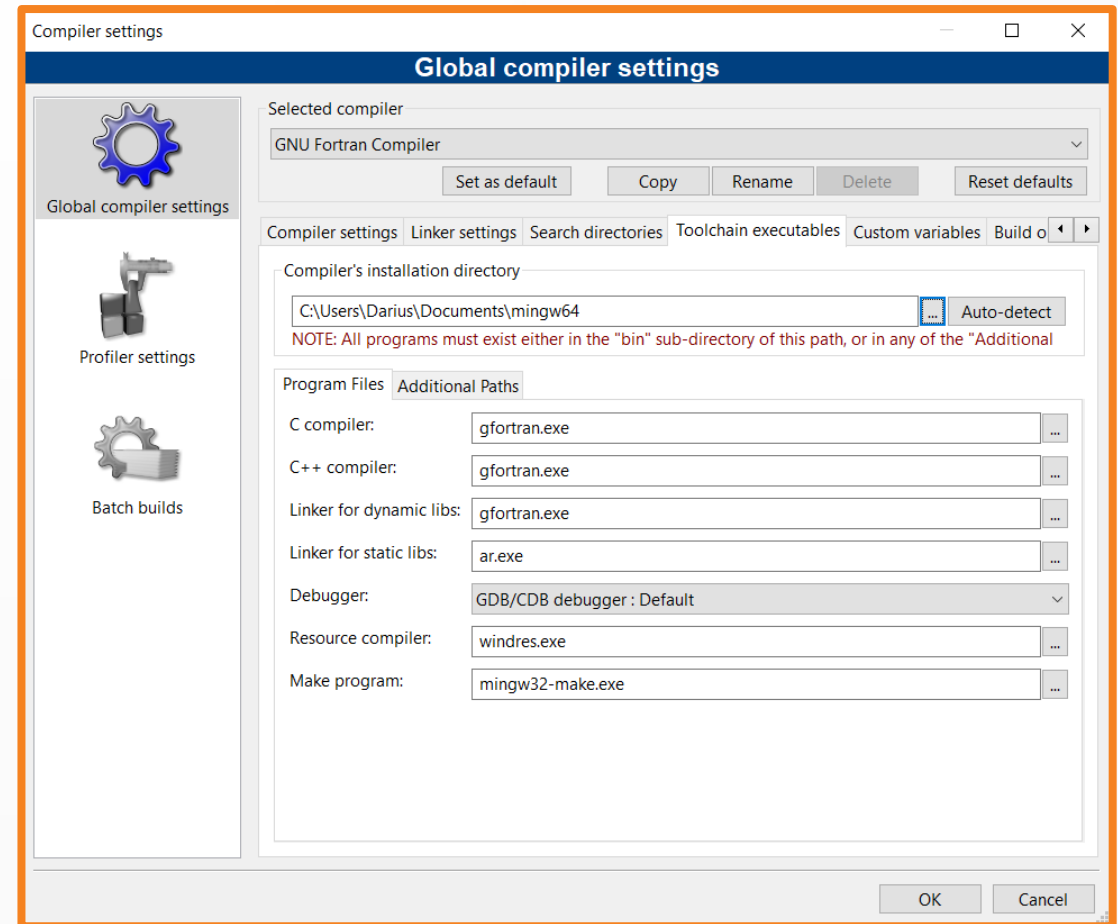 Compiler settings
Global compiler settings
Global compiler settings
Profiler settings
Batch builds
Selected compiler
GNU Fortran Compiler
Set as default Copy Rename Delete Reset defaults
Compiler settings Linker settings Search directories Toolchain executables Custom variables Build o
Compiler's installation directory
C:\Users\Darius\Documents\mingw64 ... Auto-detect
NOTE: All programs must exist either in the "bin" sub-directory of this path, or in any of the "Additional
Program Files Additional Paths
C compiler: gfortran.exe ...
C++ compiler: gfortran.exe ...
Linker for dynamic libs: gfortran.exe ...
Linker for static libs: ar.exe ...
Debugger: GDB/CDB debugger : Default
Resource compiler: windres.exe ...
Make program: mingw32-make.exe ...
OK Cancel